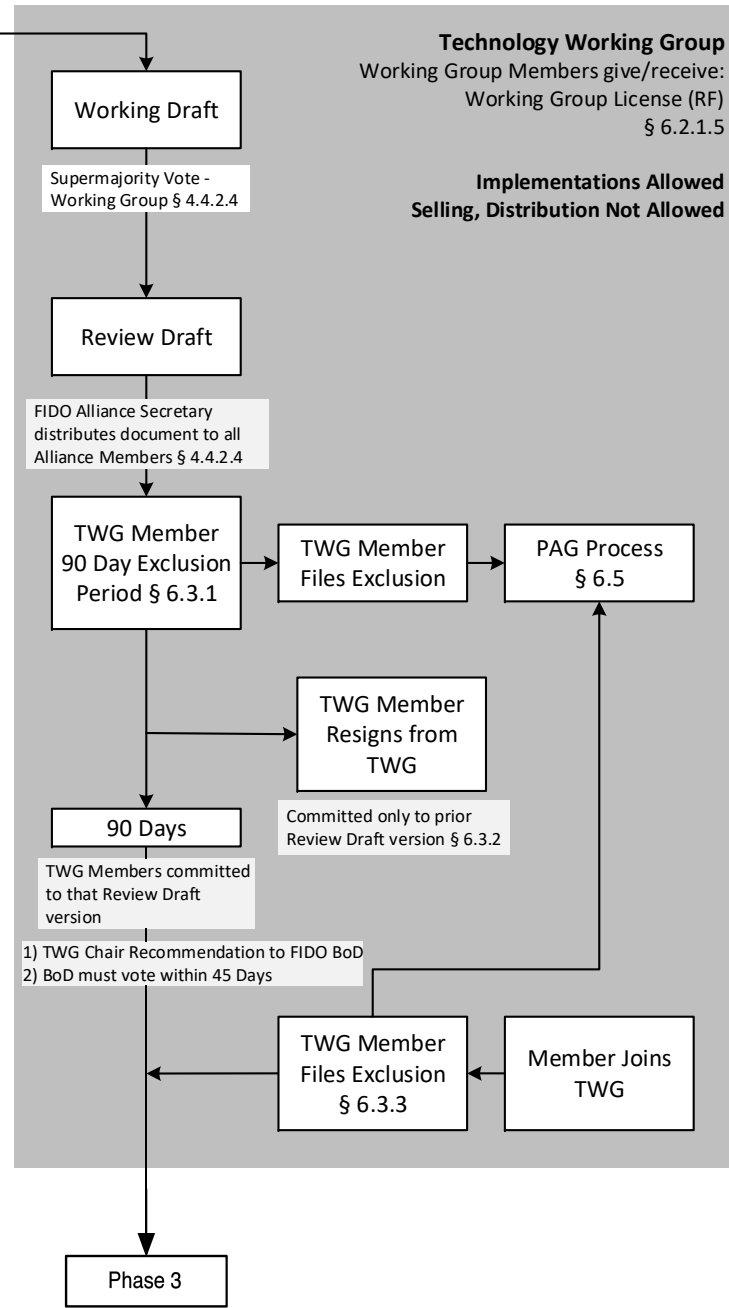 Technology Working Group
Working Group Members give/receive:
Working Group License (RF)
§ 6.2.1.5
Implementations Allowed
Selling, Distribution Not Allowed
Working Draft
Supermajority Vote -
Working Group § 4.4.2.4
Review Draft
FIDO Alliance Secretary
distributes document to all
Alliance Members § 4.4.2.4
TWG Member
90 Day Exclusion
Period § 6.3.1
TWG Member
Files Exclusion
PAG Process
§ 6.5
TWG Member
Resigns from
TWG
Committed only to prior
Review Draft version § 6.3.2
90 Days
TWG Members committed
to that Review Draft
version
1) TWG Chair Recommendation to FIDO BoD
2) BoD must vote within 45 Days
TWG Member
Files Exclusion
§ 6.3.3
Member Joins
TWG
Phase 3